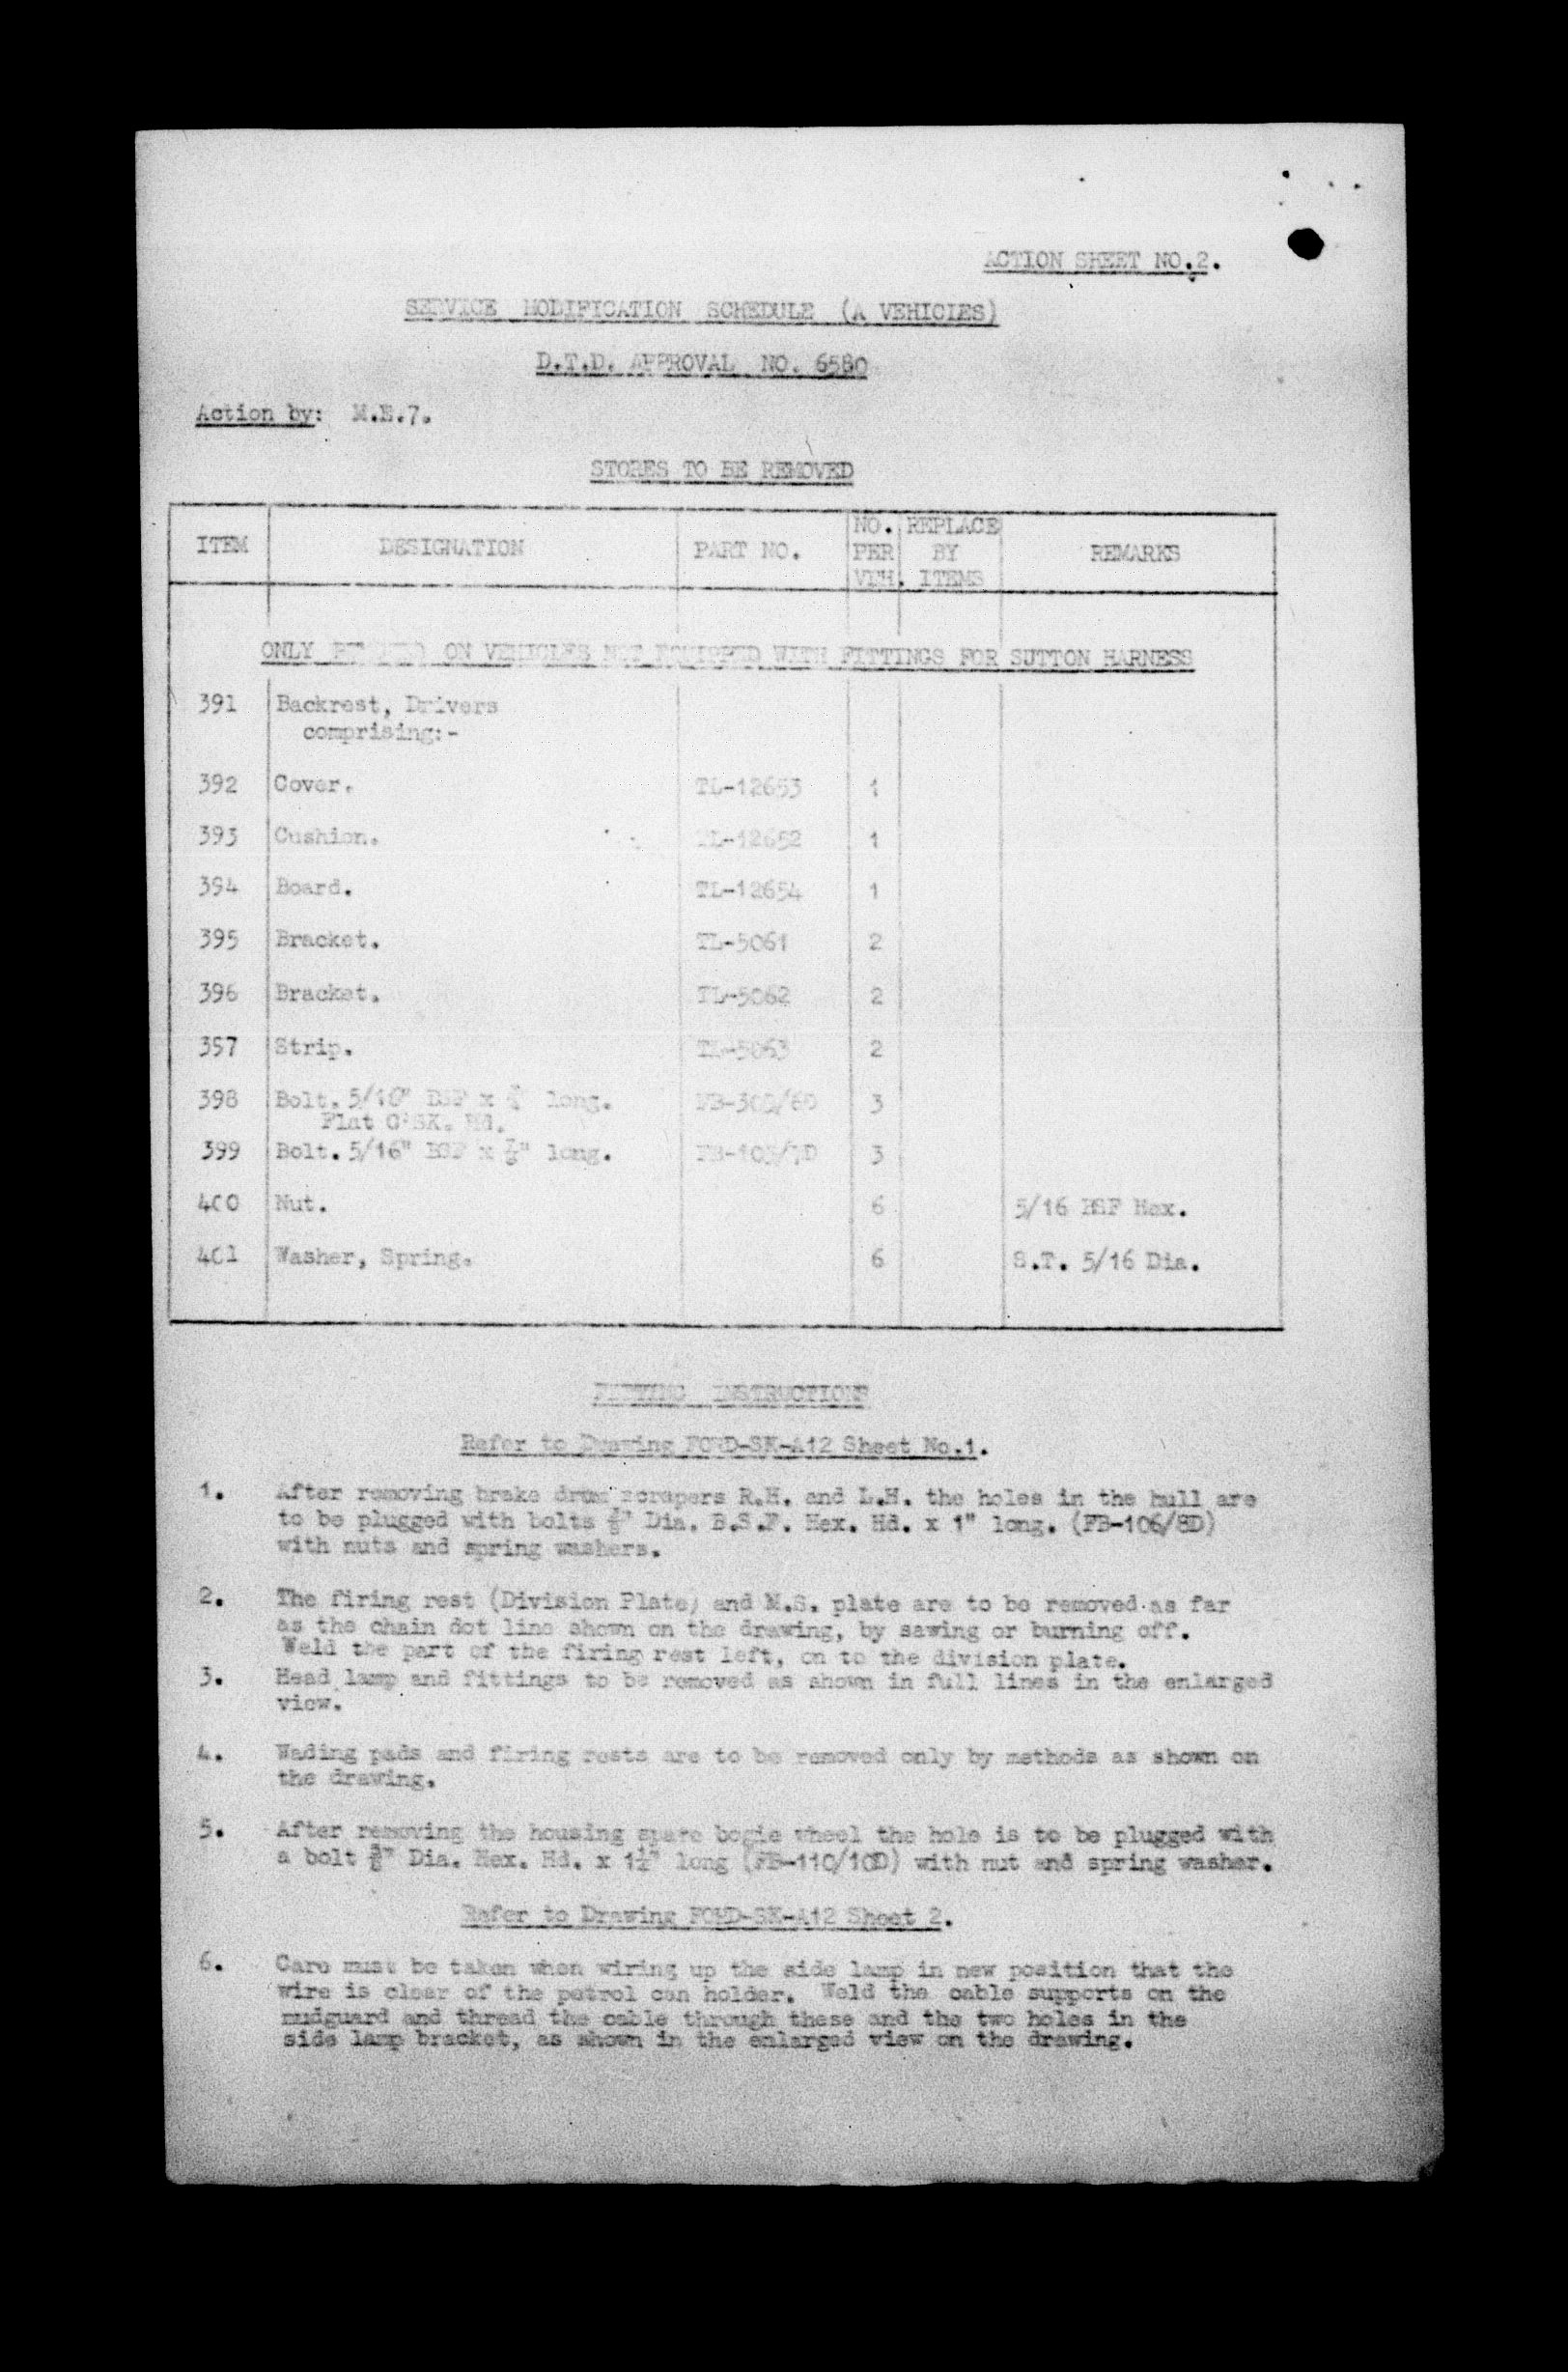 ACTION SHEET NO.2.
SERVICE MODIFICATION SCHEDULE (A VEHICLES)
D.T.D. APPROVAL NO. 6580
Action by: M.E.7.
STORES TO BE REMOVED
ITEM DESIGNATION PART NO. NO. PER VEH. REPLACE BY ITEMS REMARKS
ONLY ON VEHICLES NOT EQUIPPED WITH FITTINGS FOR SUTTON HARNESS
391 Backrest, Drivers
comprising:-
392 Cover. TL-12653 1
393 Cushion. TL-12652 1
394 Board. TL-12654 1
395 Bracket. TL-5061 2
396 Bracket. TL-5062 2
397 Strip. TL-5063 2
398 Bolt. 5/16" BSF x long. 3
Flat C'SK. Hd.
399 Bolt. 5/16" BSF x long. 3
400 Nut. 6 5/16 BSF Hex.
401 Washer, Spring. 6 S.T. 5/16 Dia.
FITTING INSTRUCTIONS
Refer to Drawing FORD-SK-A12 Sheet No.1.
1. After removing brake drum scrapers R.H. and L.H. the holes in the hull are
to be plugged with bolts Dia. B.S.F. Hex. Hd. x 1" long. (FB-106/8D)
with nuts and spring washers.
2. The firing rest (Division Plate) and M.S. plate are to be removed as far
as the chain dot line shown on the drawing, by sawing or burning off.
Weld the part of the firing rest left, on to the division plate.
3. Head lamp and fittings to be removed as shown in full lines in the enlarged
view.
4. Wading pads and firing rests are to be removed only by methods as shown on
the drawing.
5. After removing the housing spare bogie wheel the hole is to be plugged with
a bolt ⅝" Dia. Hex. Hd. x 1¼" long (FB-110/10D) with nut and spring washer.
Refer to Drawing FORD-SK-A12 Sheet 2.
6. Care must be taken when wiring up the side lamp in new position that the
wire is clear of the petrol can holder. Weld the cable supports on the
mudguard and thread the cable through these and the two holes in the
side lamp bracket, as shown in the enlarged view on the drawing.